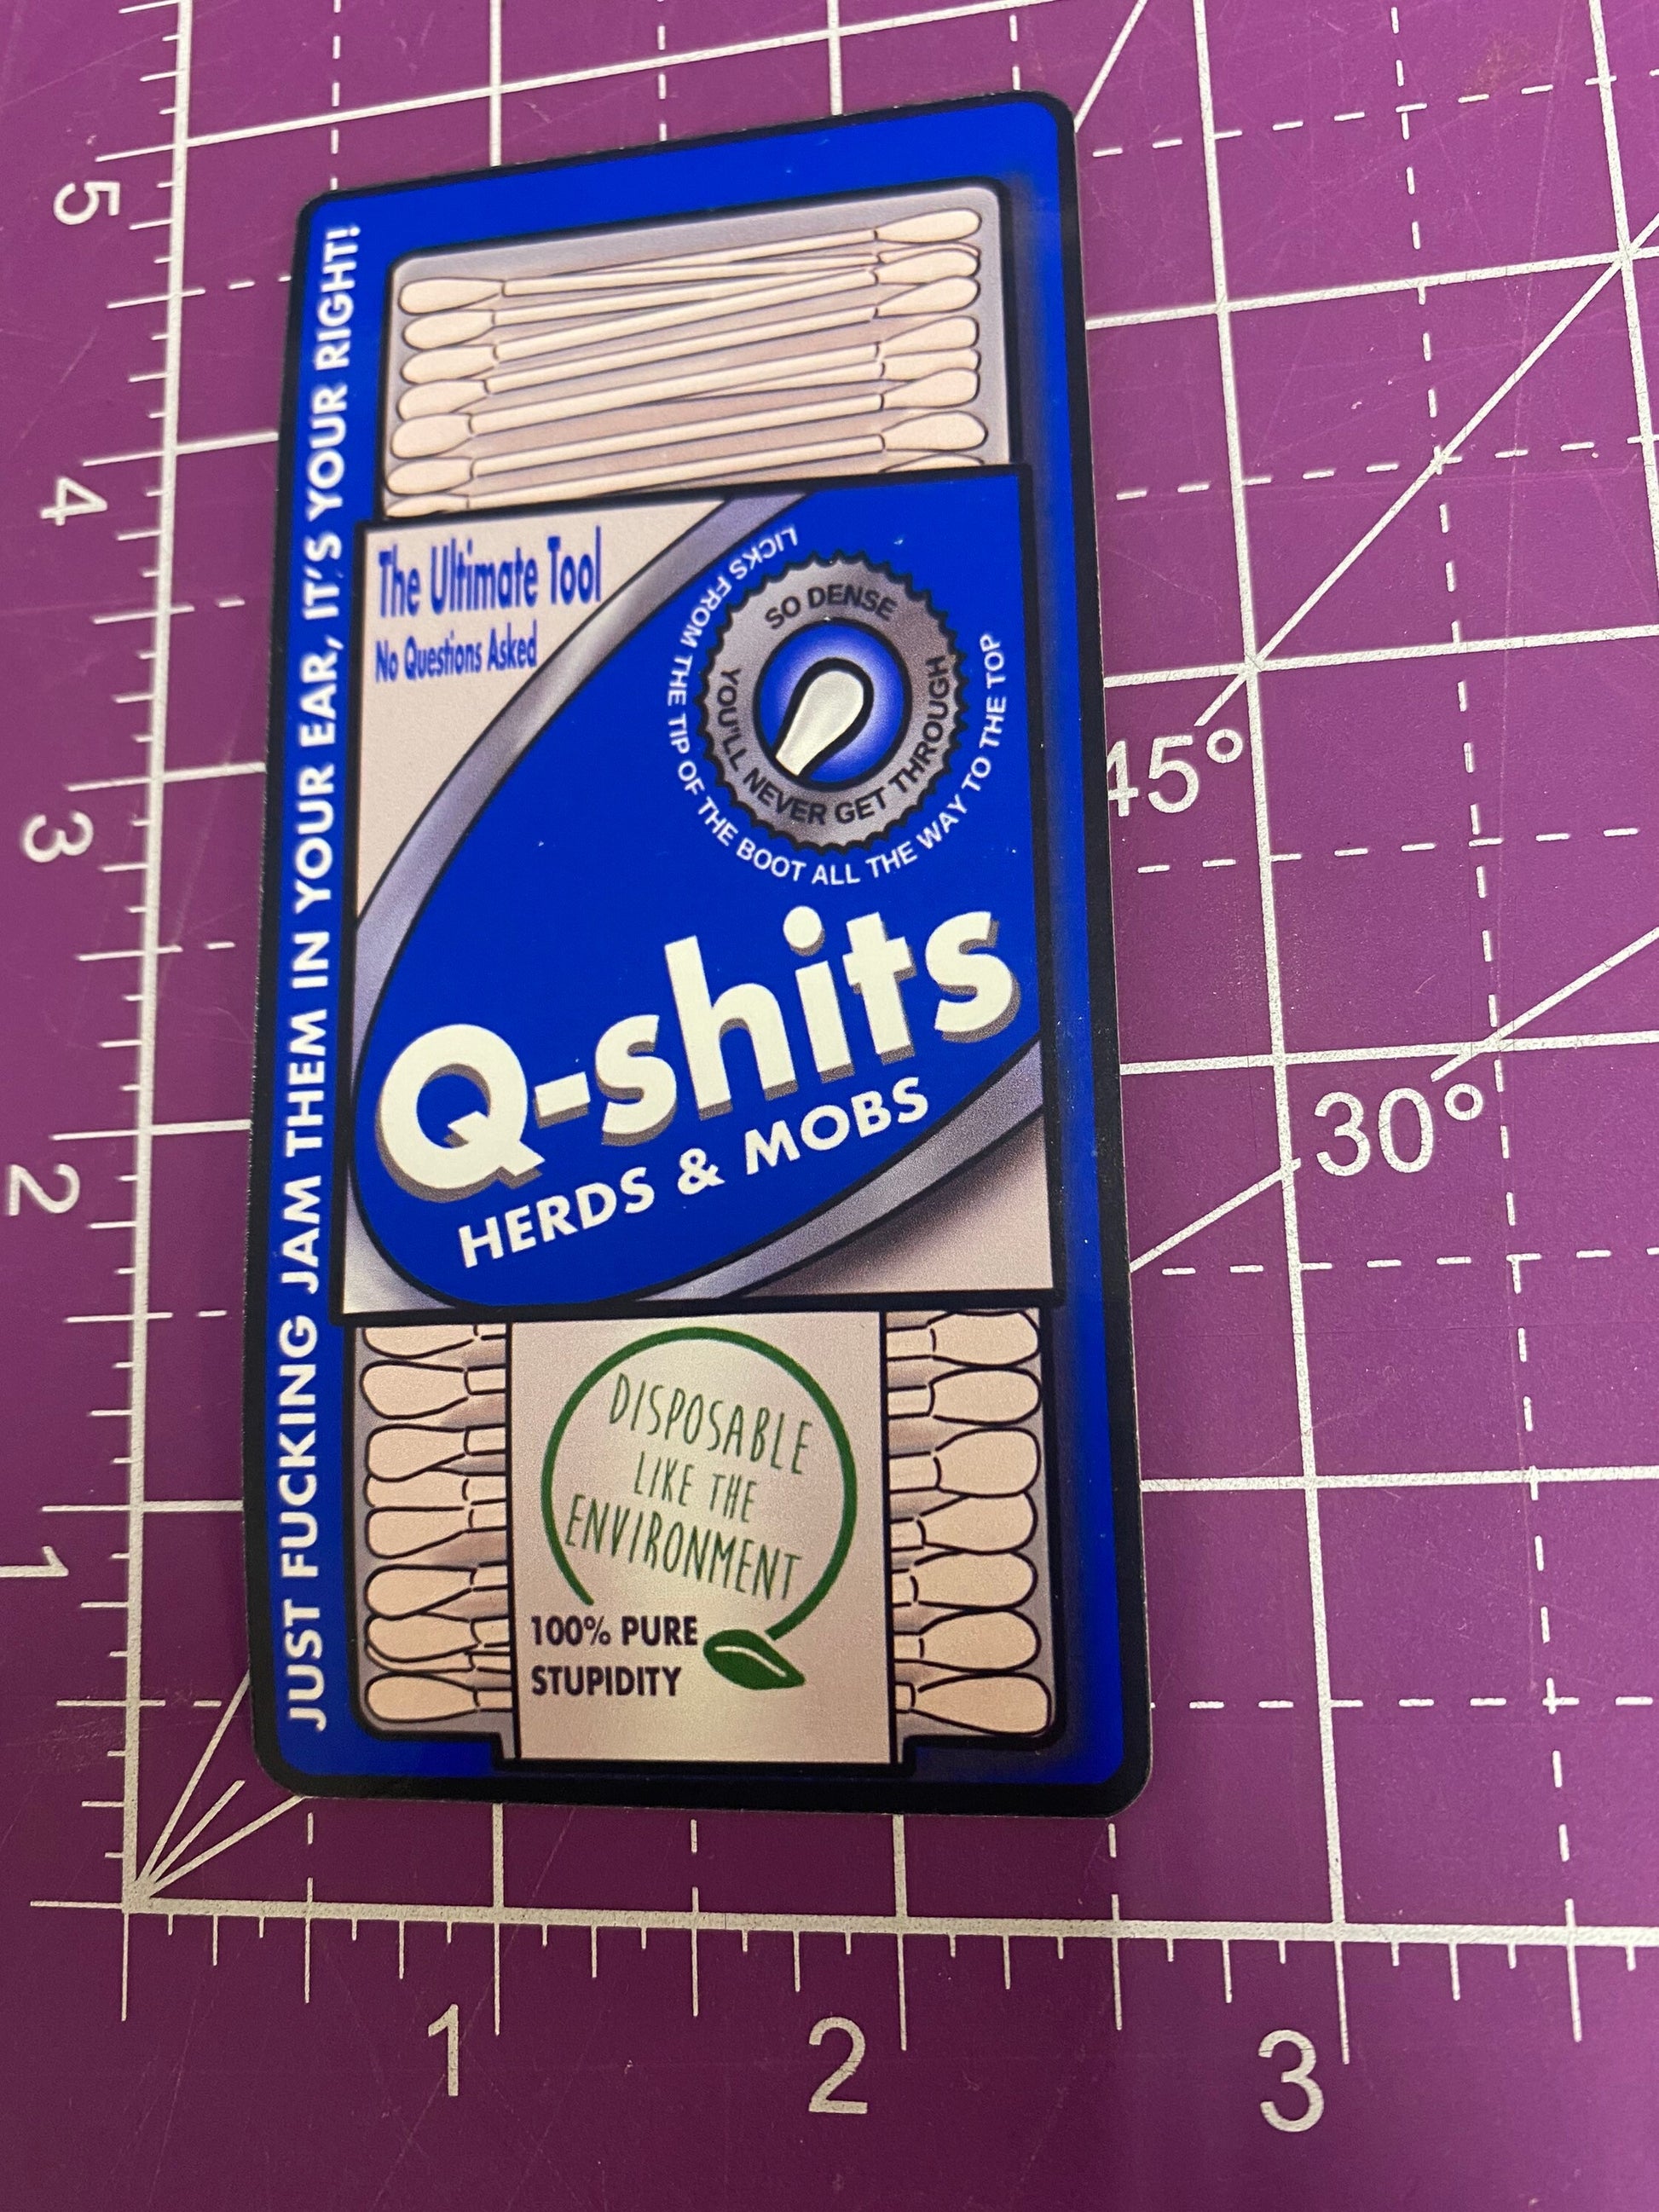 JUST FUCKING JAM THEM IN YOUR EAR, IT'S YOUR RIGHT!
The Ultimate Tool
No Questions Asked
LICKS FROM THE TIP OF THE BOOT ALL THE WAY TO THE TOP
SO DENSE
YOU'LL NEVER GET THROUGH
Q-shits
HERDS & MOBS
DISPOSABLE
LIKE THE
ENVIRONMENT
100% PURE
STUPIDITY
5
4
3
2
1
45°
30°
1
2
3